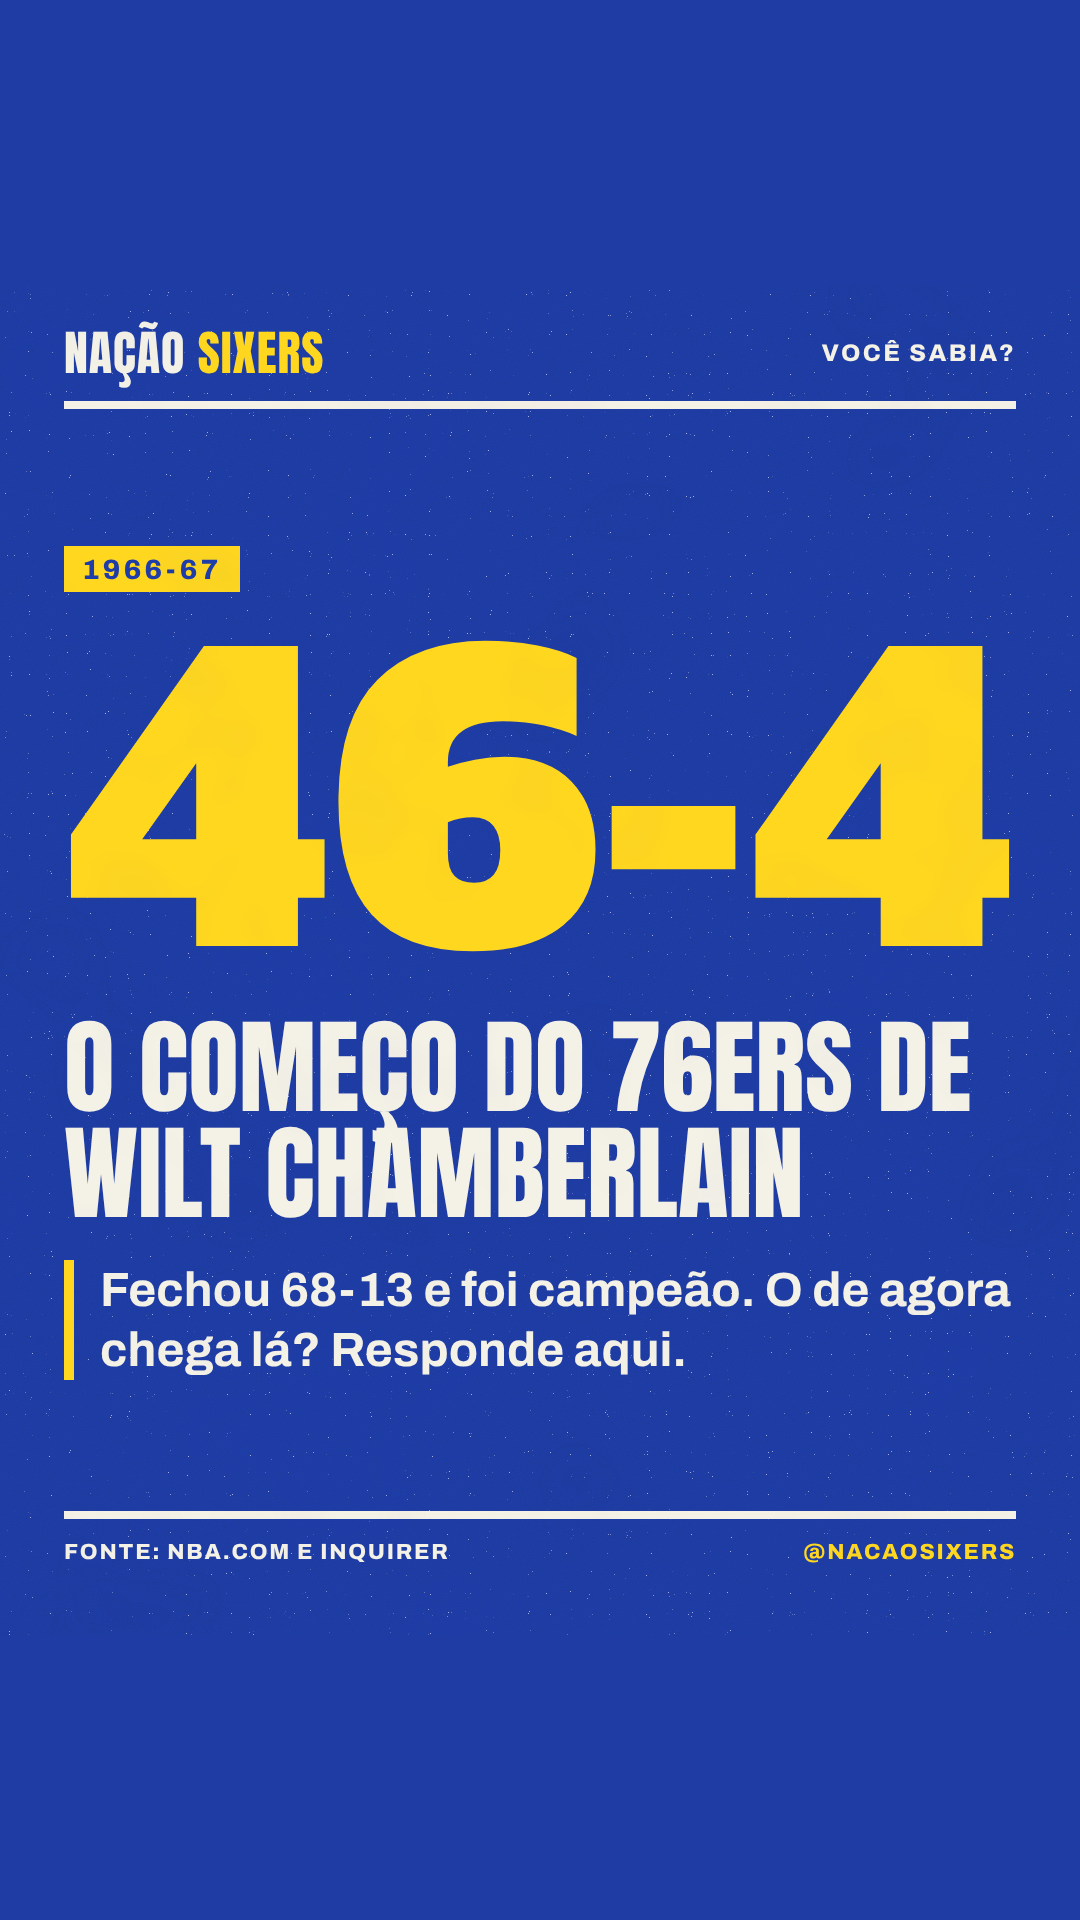 NAÇÃO SIXERS
VOCÊ SABIA?
1966-67
46-4
O COMEÇO DO 76ERS DE
WILT CHAMBERLAIN
Fechou 68-13 e foi campeão. O de agora
chega lá? Responde aqui.
FONTE: NBA.COM E INQUIRER
@NACAOSIXERS